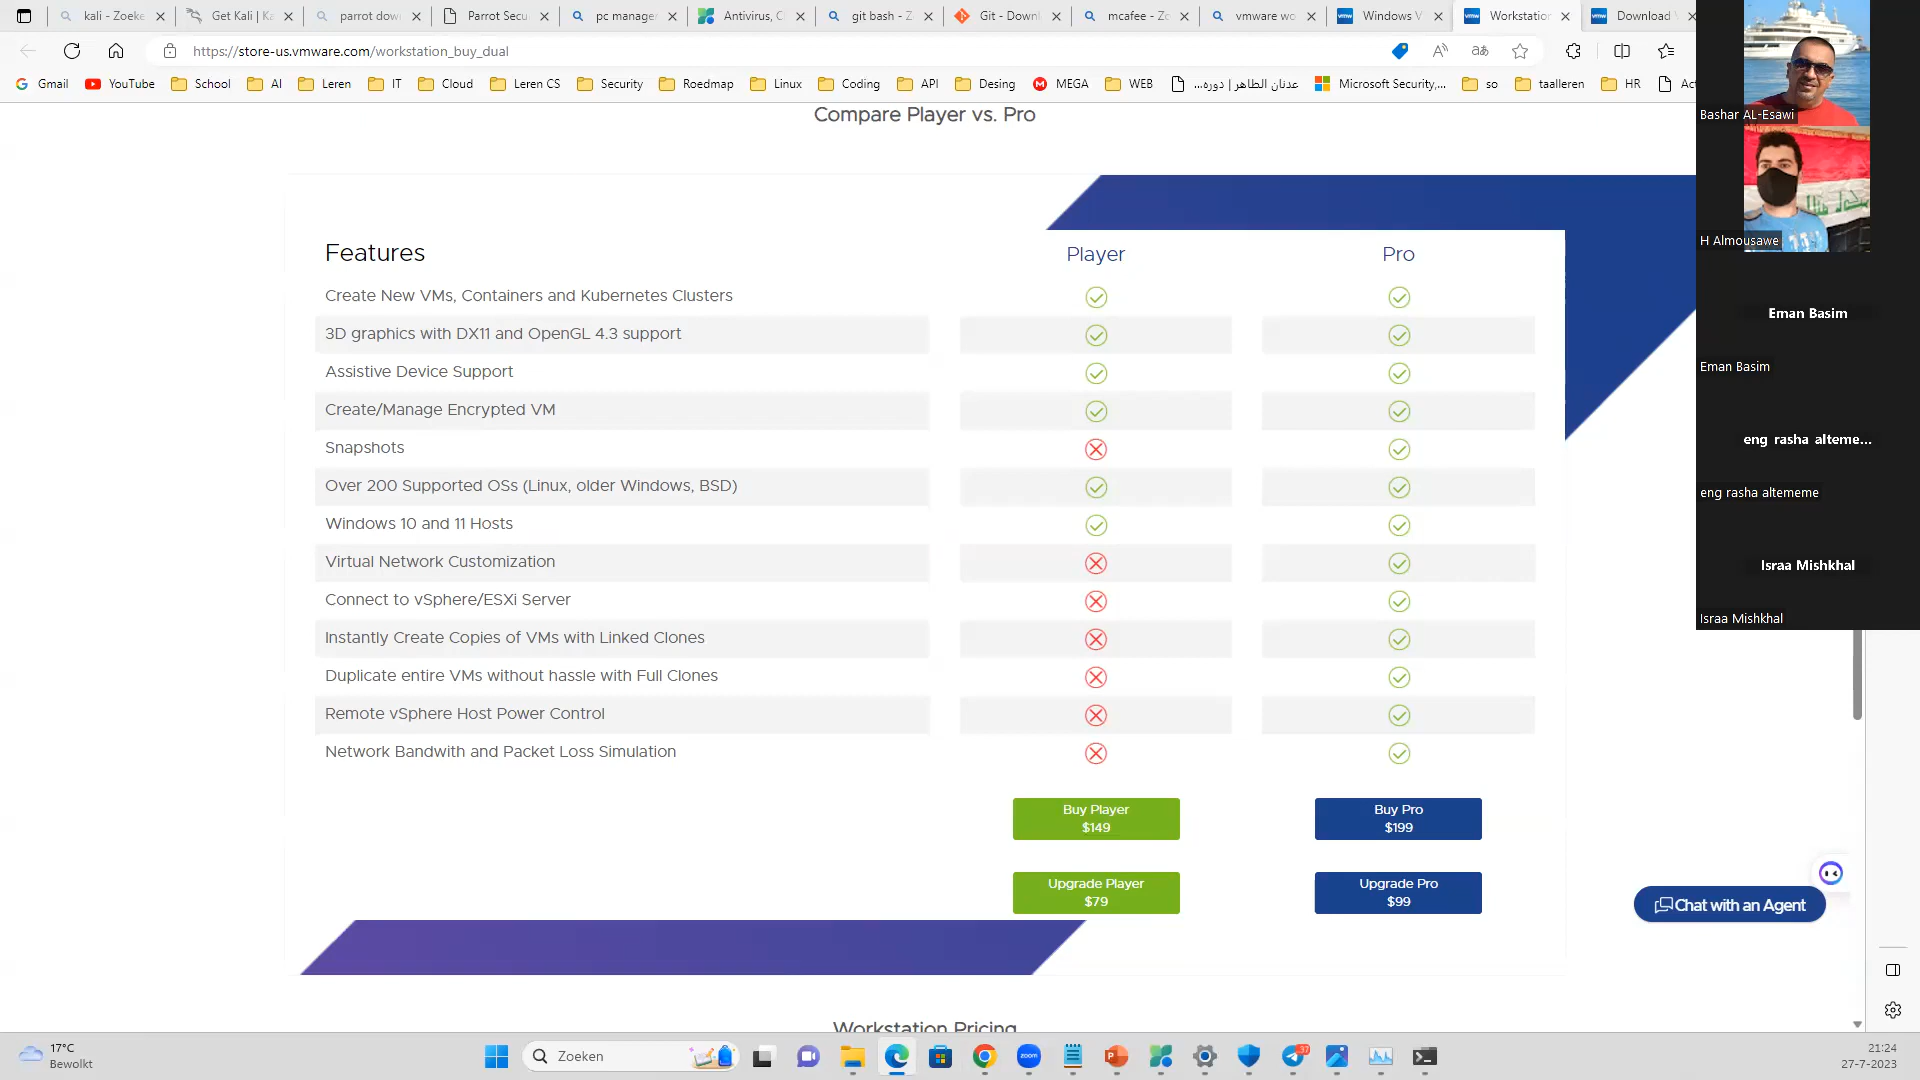 kali - Zoeke
Get Kali | Ka
parrot dow
Parrot Secu
pc manage
Antivirus, C
git bash - Z
Git - Downl
mcafee - Zo
vmware wo
Windows V
Workstatio
Download
https://store-us.vmware.com/workstation_buy_dual
Gmail
YouTube
School
AI
Leren
IT
Cloud
Leren CS
Security
Roedmap
Linux
Coding
API
Desing
MEGA
WEB
عدنان الطاهر | دوره...
Microsoft Security,...
so
taalleren
HR
Act
Compare Player vs. Pro
Features
Player
Pro
Create New VMs, Containers and Kubernetes Clusters
3D graphics with DX11 and OpenGL 4.3 support
Assistive Device Support
Create/Manage Encrypted VM
Snapshots
Over 200 Supported OSs (Linux, older Windows, BSD)
Windows 10 and 11 Hosts
Virtual Network Customization
Connect to vSphere/ESXi Server
Instantly Create Copies of VMs with Linked Clones
Duplicate entire VMs without hassle with Full Clones
Remote vSphere Host Power Control
Network Bandwith and Packet Loss Simulation
Buy Player
$149
Buy Pro
$199
Upgrade Player
$79
Upgrade Pro
$99
Chat with an Agent
Workstation Pricing
Bashar AL-Esawi
H Almousawe
Eman Basim
Eman Basim
eng rasha alteme...
eng rasha altememe
Israa Mishkhal
Israa Mishkhal
17°C
Bewolkt
Zoeken
zoom
21:24
27-7-2023